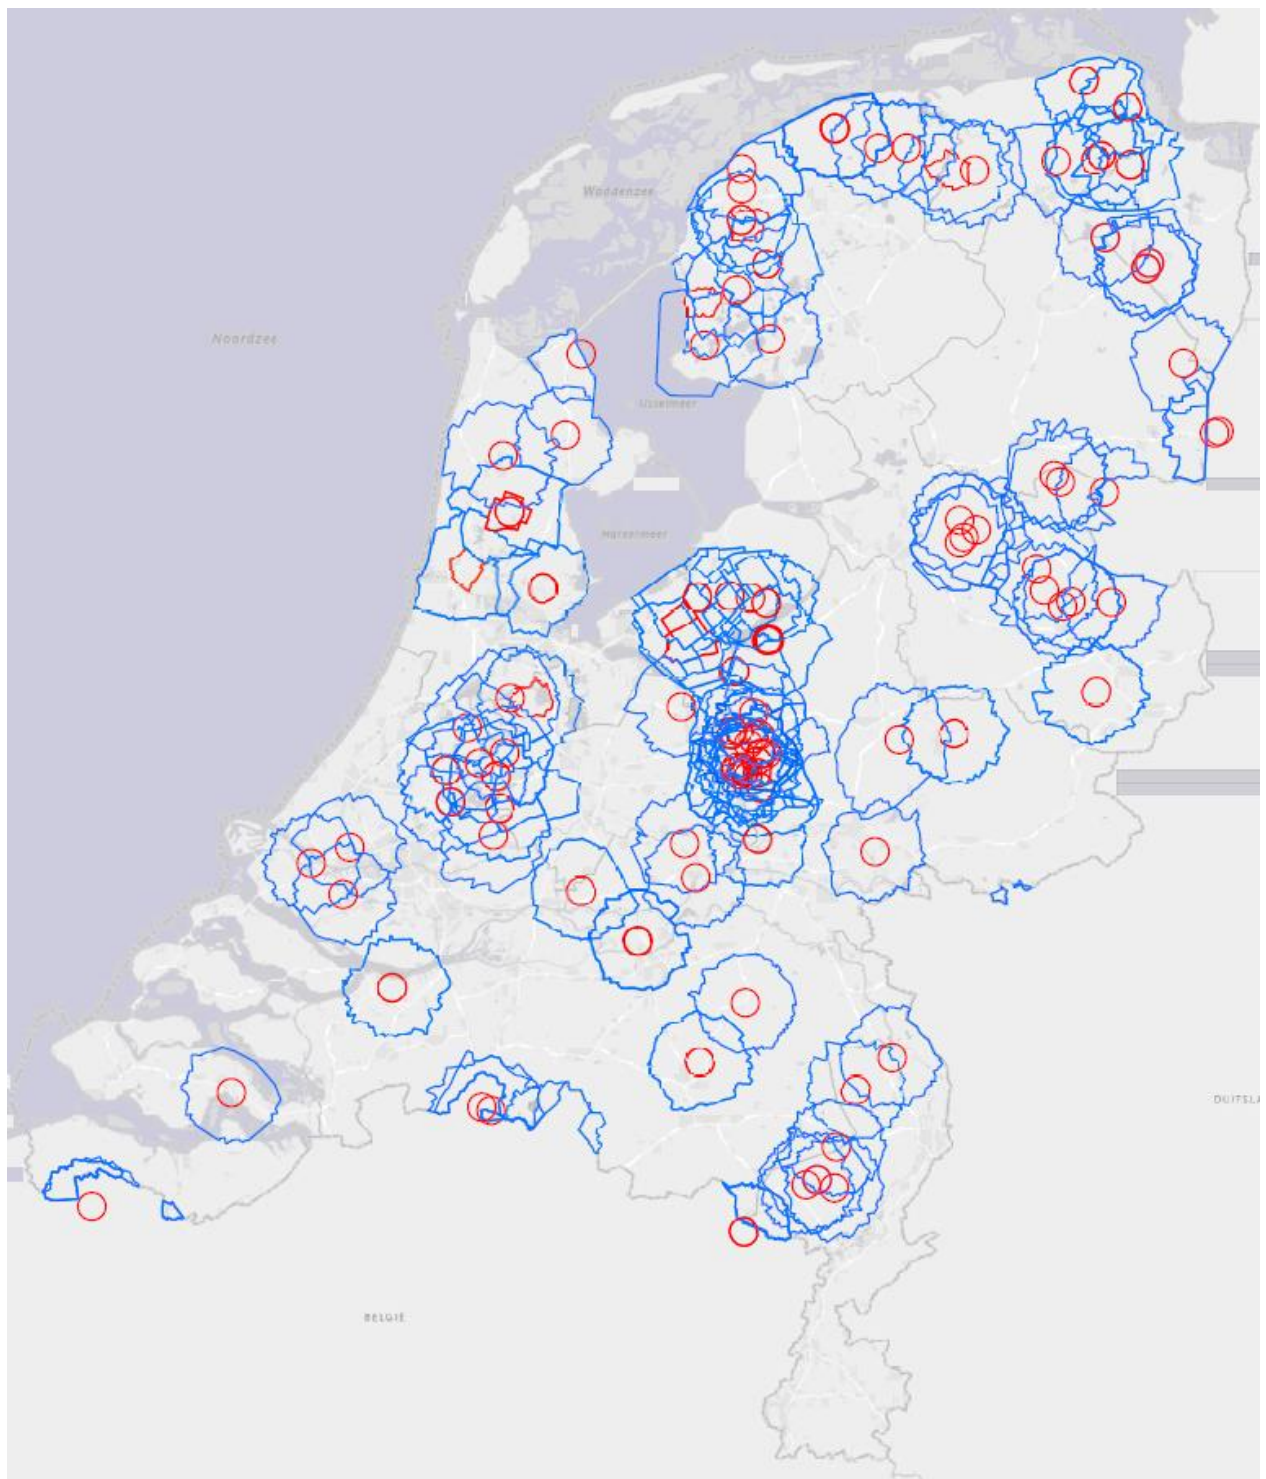 Waddenzee
Noordzee
IJsselmeer
Markermeer
DUITSLA
BELGIË